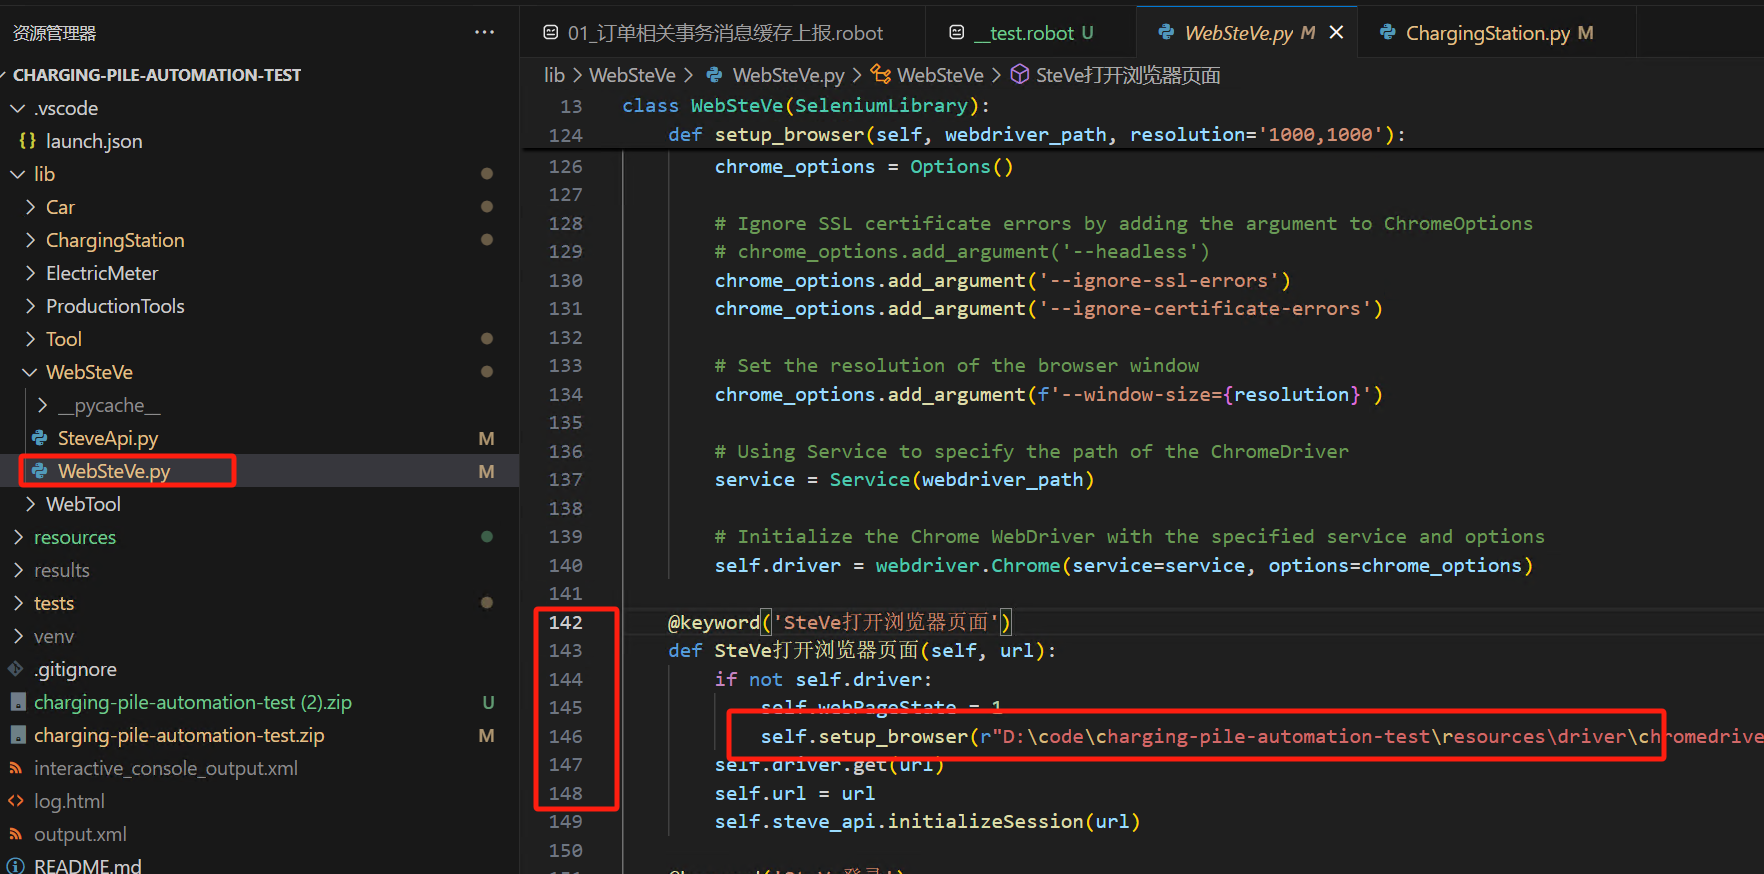 资源管理器
CHARGING-PILE-AUTOMATION-TEST
.vscode
launch.json
lib
Car
ChargingStation
ElectricMeter
ProductionTools
Tool
WebSteVe
__pycache__
SteveApi.py M
WebSteVe.py M
WebTool
resources
results
tests
venv
.gitignore
charging-pile-automation-test (2).zip U
charging-pile-automation-test.zip M
interactive_console_output.xml
log.html
output.xml
README.md
01_订单相关事务消息缓存上报.robot
__test.robot U
WebSteVe.py M
ChargingStation.py M
lib > WebSteVe > WebSteVe.py > WebSteVe > SteVe打开浏览器页面
13 class WebSteVe(SeleniumLibrary):
124 def setup_browser(self, webdriver_path, resolution='1000,1000'):
126 chrome_options = Options()
127
128 # Ignore SSL certificate errors by adding the argument to ChromeOptions
129 # chrome_options.add_argument('--headless')
130 chrome_options.add_argument('--ignore-ssl-errors')
131 chrome_options.add_argument('--ignore-certificate-errors')
132
133 # Set the resolution of the browser window
134 chrome_options.add_argument(f'--window-size={resolution}')
135
136 # Using Service to specify the path of the ChromeDriver
137 service = Service(webdriver_path)
138
139 # Initialize the Chrome WebDriver with the specified service and options
140 self.driver = webdriver.Chrome(service=service, options=chrome_options)
141
142 @keyword('SteVe打开浏览器页面')
143 def SteVe打开浏览器页面(self, url):
144 if not self.driver:
145 self.webPageState = 1
146 self.setup_browser(r"D:\code\charging-pile-automation-test\resources\driver\chromedrive
147 self.driver.get(url)
148 self.url = url
149 self.steve_api.initializeSession(url)
150